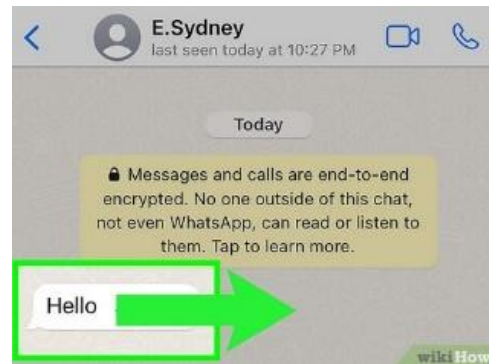 E.Sydney
last seen today at 10:27 PM
Today
Messages and calls are end-to-end
encrypted. No one outside of this chat,
not even WhatsApp, can read or listen to
them. Tap to learn more.
Hello
wikiHow